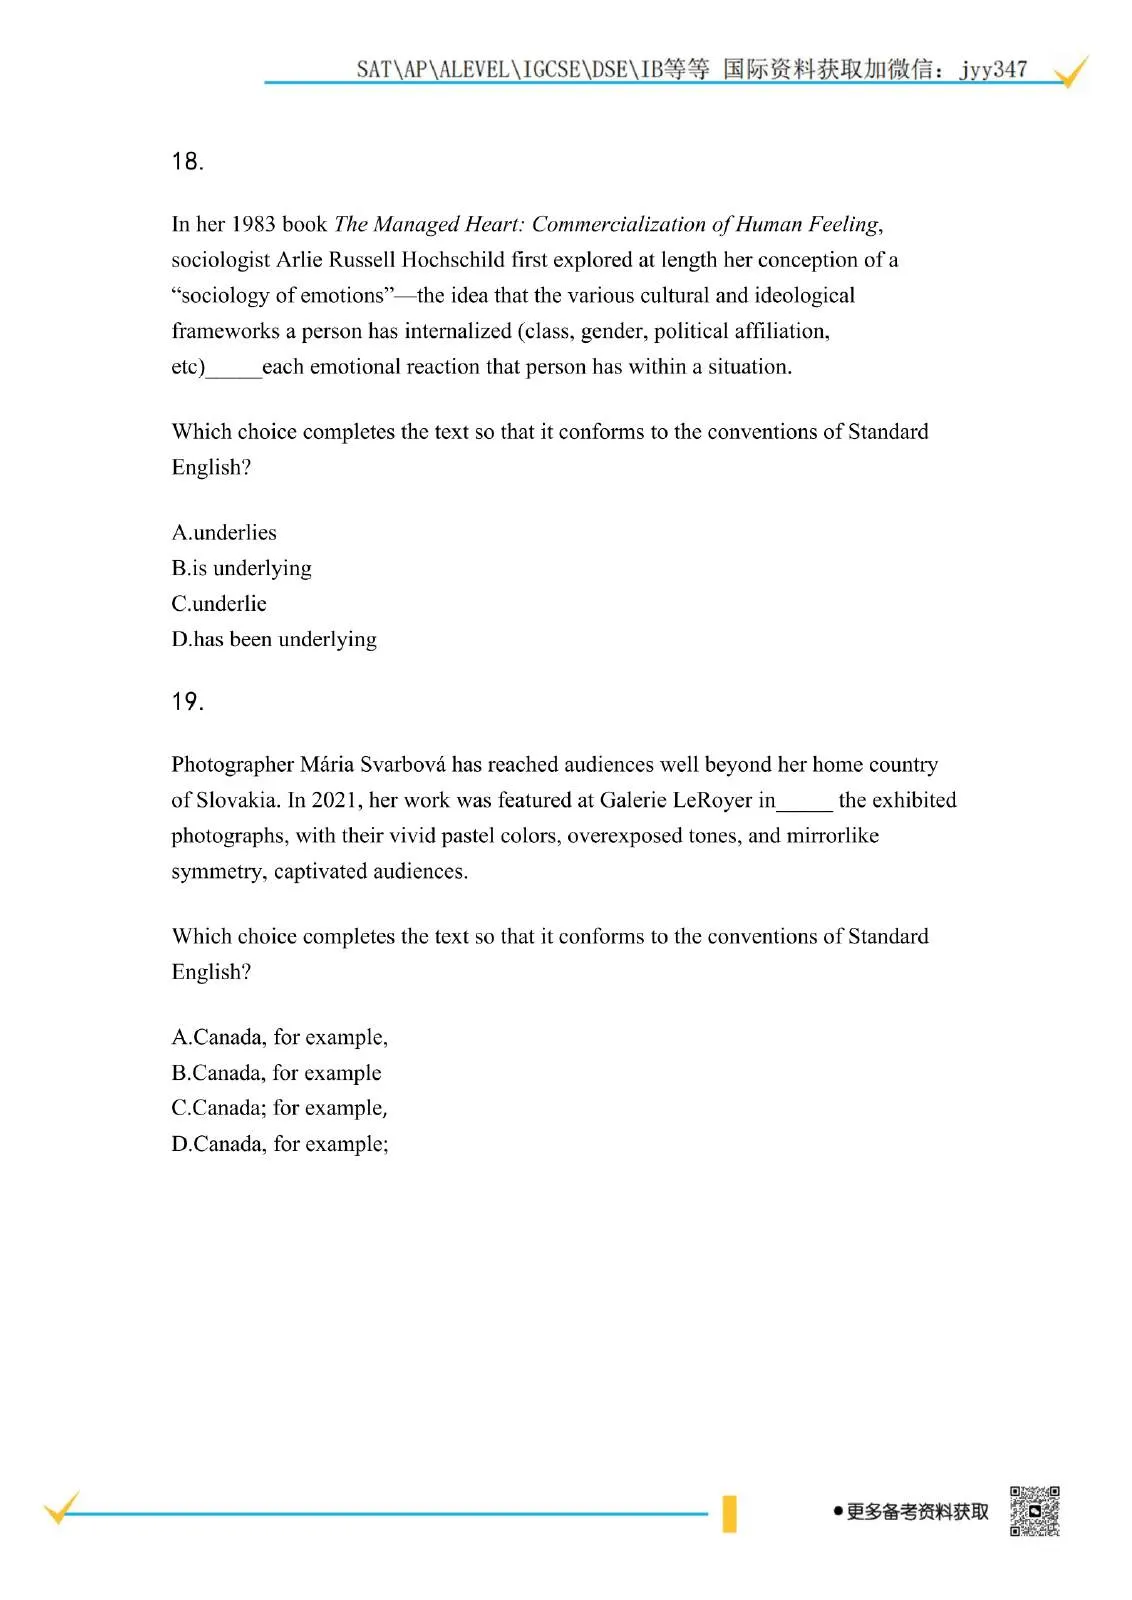 SAT\AP\ALEVEL\IGCSE\DSE\IB等等 国际资料获取加微信：jyy347
18.
In her 1983 book The Managed Heart: Commercialization of Human Feeling,
sociologist Arlie Russell Hochschild first explored at length her conception of a
“sociology of emotions”—the idea that the various cultural and ideological
frameworks a person has internalized (class, gender, political affiliation,
etc)_____each emotional reaction that person has within a situation.
Which choice completes the text so that it conforms to the conventions of Standard
English?
A.underlies
B.is underlying
C.underlie
D.has been underlying
19.
Photographer Mária Svarbová has reached audiences well beyond her home country
of Slovakia. In 2021, her work was featured at Galerie LeRoyer in_____ the exhibited
photographs, with their vivid pastel colors, overexposed tones, and mirrorlike
symmetry, captivated audiences.
Which choice completes the text so that it conforms to the conventions of Standard
English?
A.Canada, for example,
B.Canada, for example
C.Canada; for example,
D.Canada, for example;
●更多备考资料获取